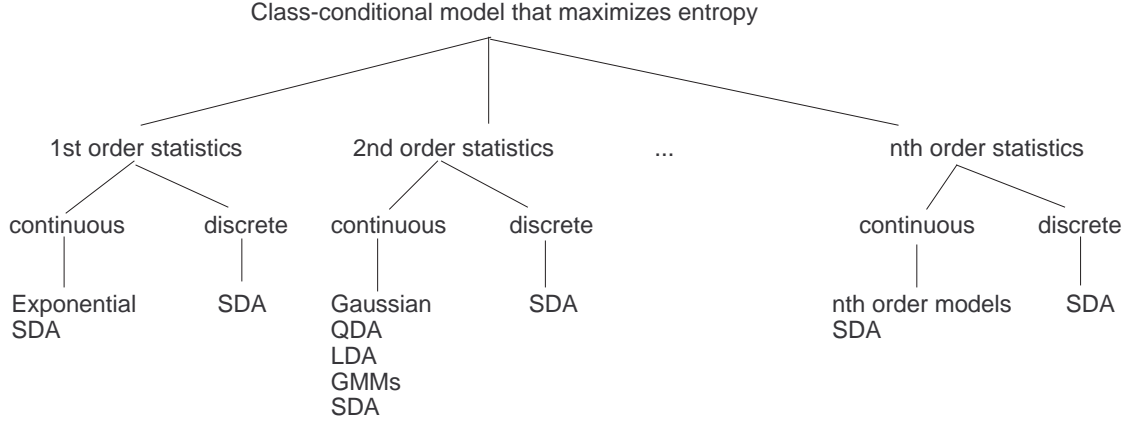 Class-conditional model that maximizes entropy
1st order statistics
2nd order statistics
...
nth order statistics
continuous
discrete
continuous
discrete
continuous
discrete
Exponential
SDA
SDA
Gaussian
QDA
LDA
GMMs
SDA
SDA
nth order models
SDA
SDA